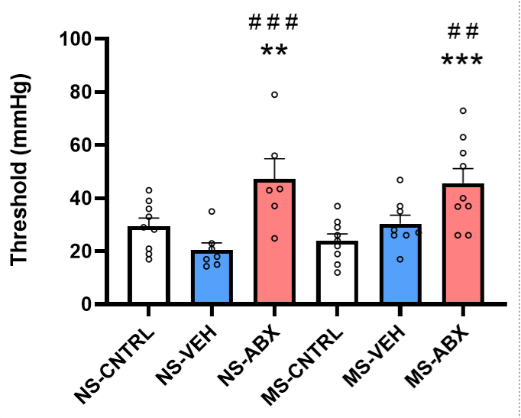 # # #
# #
**
***
Threshold (mmHg)
100
80
60
40
20
0
NS-CNTRL
NS-VEH
NS-ABX
MS-CNTRL
MS-VEH
MS-ABX